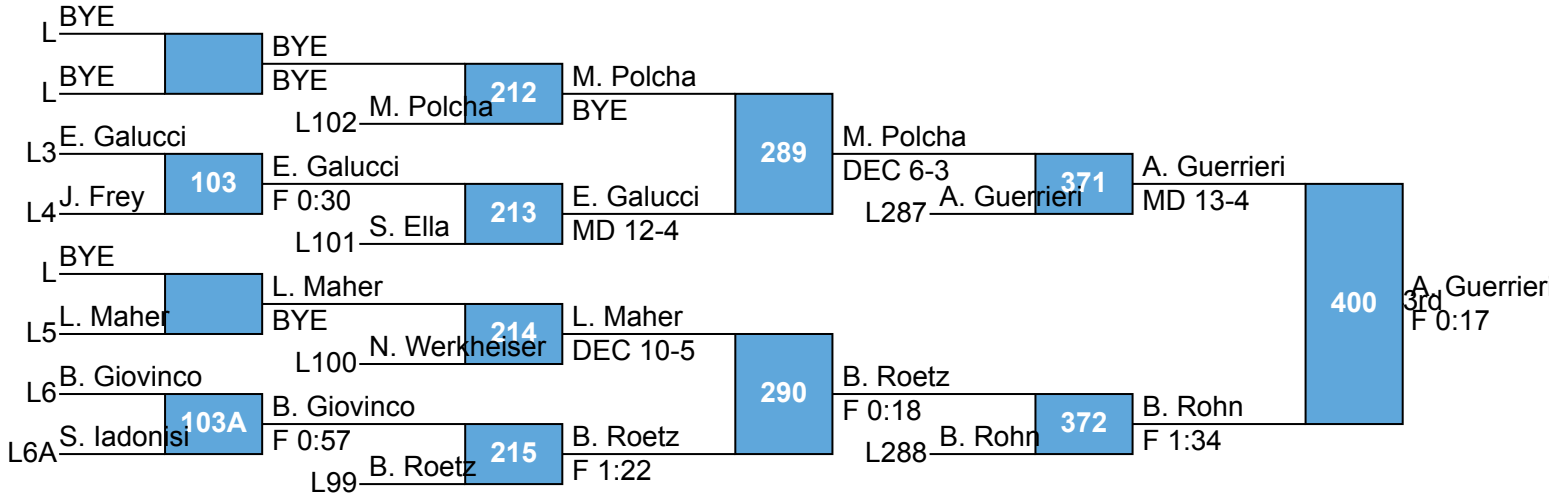 BYE
L
BYE
BYE
L
BYE
212
M. Polcha
L102
M. Polcha
BYE
E. Galucci
L3
103
J. Frey
L4
E. Galucci
F 0:30
213
S. Ella
L101
E. Galucci
MD 12-4
289
M. Polcha
DEC 6-3
371
A. Guerrieri
L287
A. Guerrieri
MD 13-4
BYE
L
L. Maher
L5
L. Maher
BYE
214
N. Werkheiser
L100
L. Maher
DEC 10-5
B. Giovinco
L6
103A
S. Iadonisi
L6A
B. Giovinco
F 0:57
215
B. Roetz
L99
B. Roetz
F 1:22
290
B. Roetz
F 0:18
372
B. Rohn
L288
B. Rohn
F 1:34
400
3rd
A. Guerrieri
F 0:17